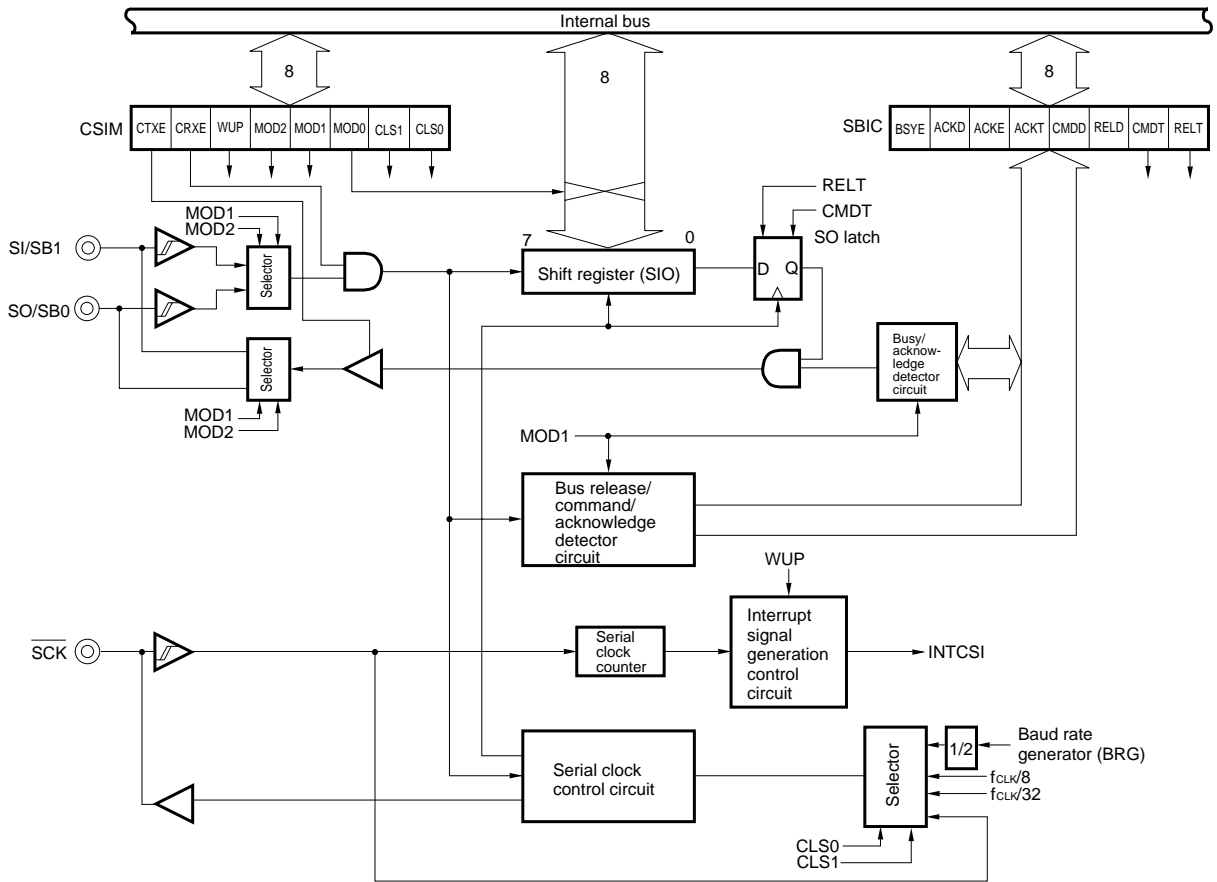 Internal bus
8
8
8
CSIM
CTXE
CRXE
WUP
MOD2
MOD1
MOD0
CLS1
CLS0
SBIC
BSYE
ACKD
ACKE
ACKT
CMDD
RELD
CMDT
RELT
RELT
CMDT
SO latch
MOD1
MOD2
SI/SB1
SO/SB0
Selector
7
0
Shift register (SIO)
D
Q
Selector
MOD1
MOD2
Busy/
acknow-
ledge
detector
circuit
MOD1
Bus release/
command/
acknowledge
detector
circuit
WUP
SCK
Serial
clock
counter
Interrupt
signal
generation
control
circuit
INTCSI
Serial clock
control circuit
Selector
1/2
Baud rate
generator (BRG)
fCLK/8
fCLK/32
CLS0
CLS1